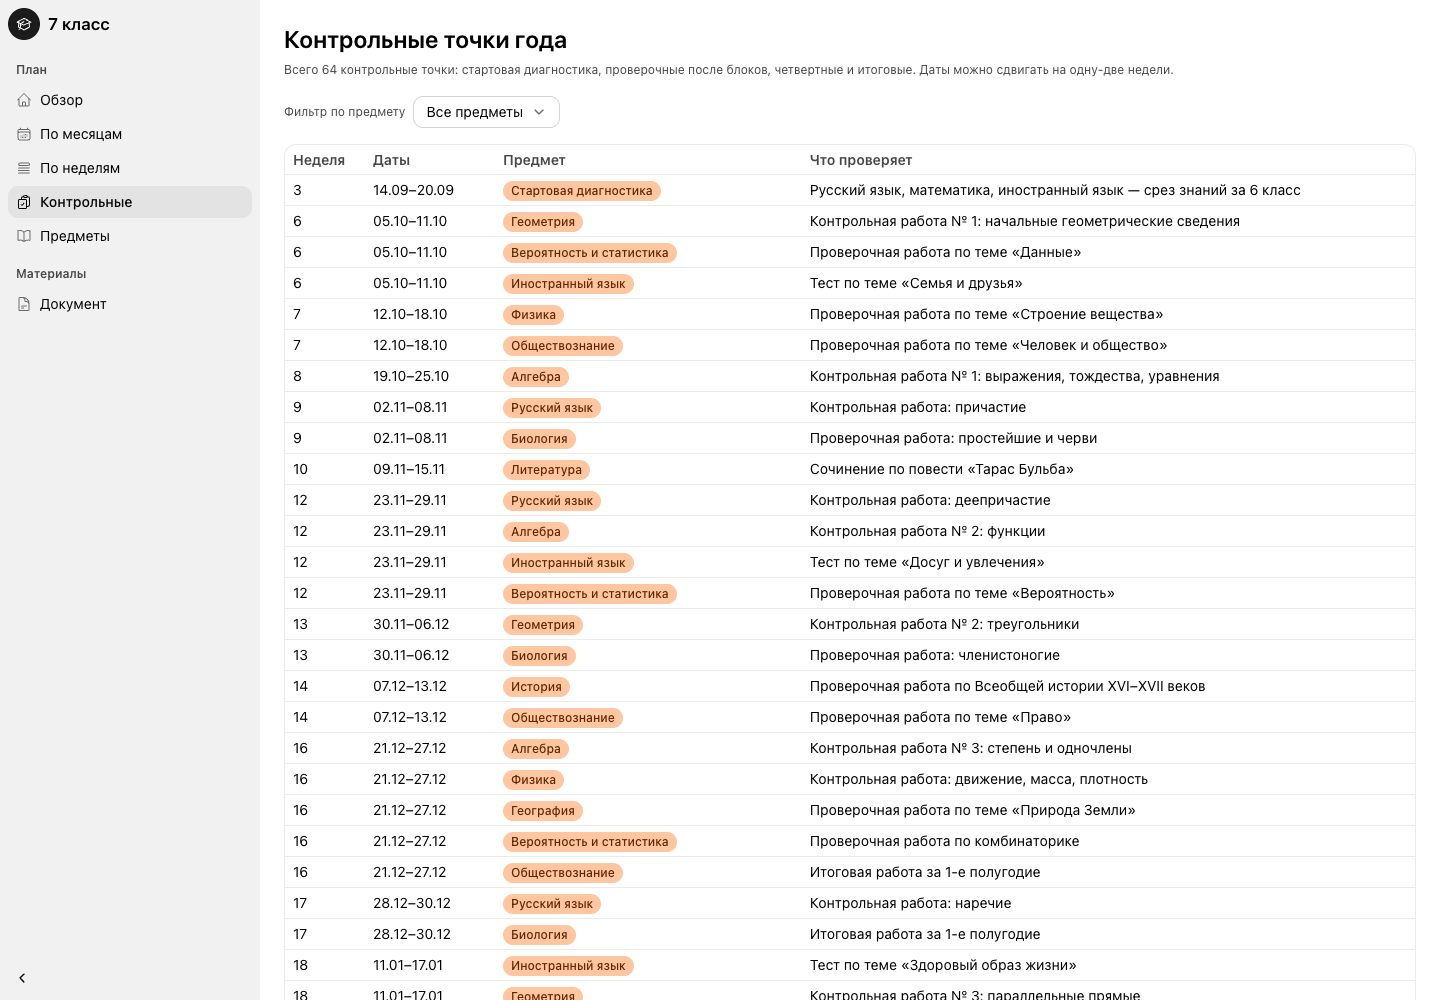 7 класс
План
Обзор
По месяцам
По неделям
Контрольные
Предметы
Материалы
Документ
Контрольные точки года
Всего 64 контрольные точки: стартовая диагностика, проверочные после блоков, четвертные и итоговые. Даты можно сдвигать на одну-две недели.
Фильтр по предмету Все предметы
Неделя Даты Предмет Что проверяет
3 14.09–20.09 Стартовая диагностика Русский язык, математика, иностранный язык — срез знаний за 6 класс
6 05.10–11.10 Геометрия Контрольная работа № 1: начальные геометрические сведения
6 05.10–11.10 Вероятность и статистика Проверочная работа по теме «Данные»
6 05.10–11.10 Иностранный язык Тест по теме «Семья и друзья»
7 12.10–18.10 Физика Проверочная работа по теме «Строение вещества»
7 12.10–18.10 Обществознание Проверочная работа по теме «Человек и общество»
8 19.10–25.10 Алгебра Контрольная работа № 1: выражения, тождества, уравнения
9 02.11–08.11 Русский язык Контрольная работа: причастие
9 02.11–08.11 Биология Проверочная работа: простейшие и черви
10 09.11–15.11 Литература Сочинение по повести «Тарас Бульба»
12 23.11–29.11 Русский язык Контрольная работа: деепричастие
12 23.11–29.11 Алгебра Контрольная работа № 2: функции
12 23.11–29.11 Иностранный язык Тест по теме «Досуг и увлечения»
12 23.11–29.11 Вероятность и статистика Проверочная работа по теме «Вероятность»
13 30.11–06.12 Геометрия Контрольная работа № 2: треугольники
13 30.11–06.12 Биология Проверочная работа: членистоногие
14 07.12–13.12 История Проверочная работа по Всеобщей истории XVI–XVII веков
14 07.12–13.12 Обществознание Проверочная работа по теме «Право»
16 21.12–27.12 Алгебра Контрольная работа № 3: степень и одночлены
16 21.12–27.12 Физика Контрольная работа: движение, масса, плотность
16 21.12–27.12 География Проверочная работа по теме «Природа Земли»
16 21.12–27.12 Вероятность и статистика Проверочная работа по комбинаторике
16 21.12–27.12 Обществознание Итоговая работа за 1-е полугодие
17 28.12–30.12 Русский язык Контрольная работа: наречие
17 28.12–30.12 Биология Итоговая работа за 1-е полугодие
18 11.01–17.01 Иностранный язык Тест по теме «Здоровый образ жизни»
18 11.01–17.01 Геометрия Контрольная работа № 3: параллельные прямые